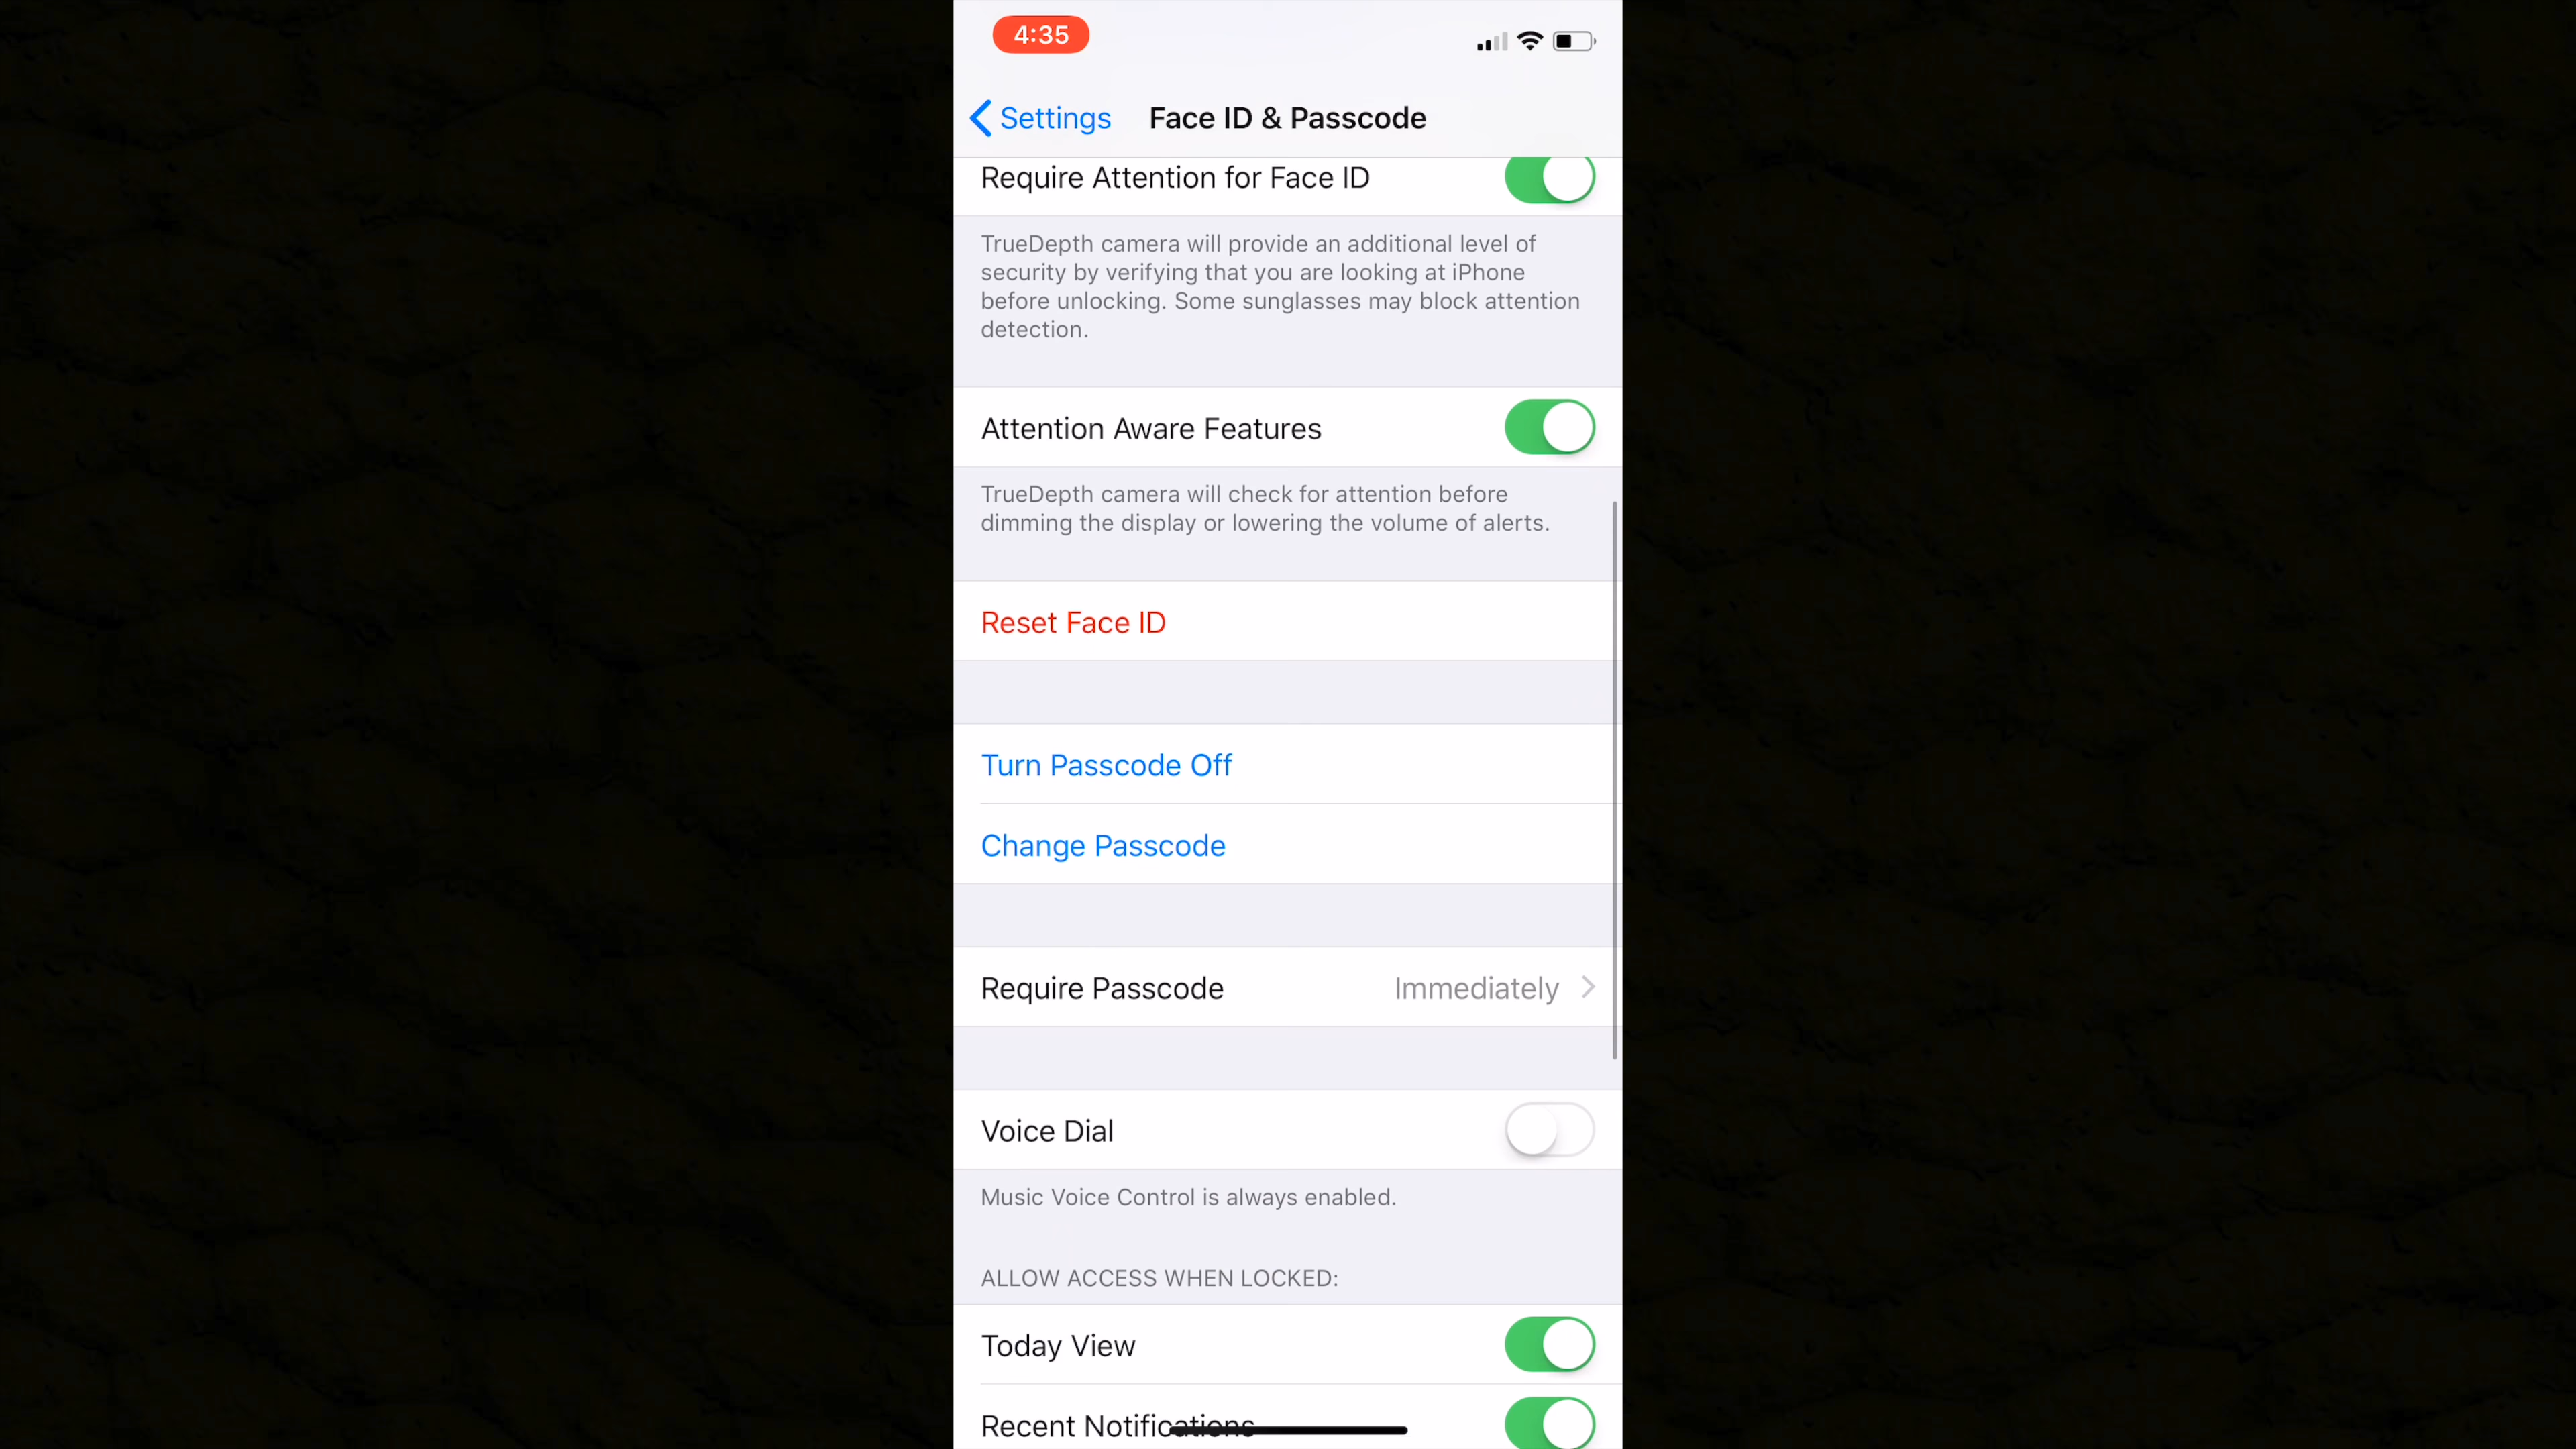 4:35
Settings
Face ID & Passcode
Require Attention for Face ID
TrueDepth camera will provide an additional level of
security by verifying that you are looking at iPhone
before unlocking. Some sunglasses may block attention
detection.
Attention Aware Features
TrueDepth camera will check for attention before
dimming the display or lowering the volume of alerts.
Reset Face ID
Turn Passcode Off
Change Passcode
Require Passcode
Immediately
Voice Dial
Music Voice Control is always enabled.
ALLOW ACCESS WHEN LOCKED:
Today View
Recent Notifications